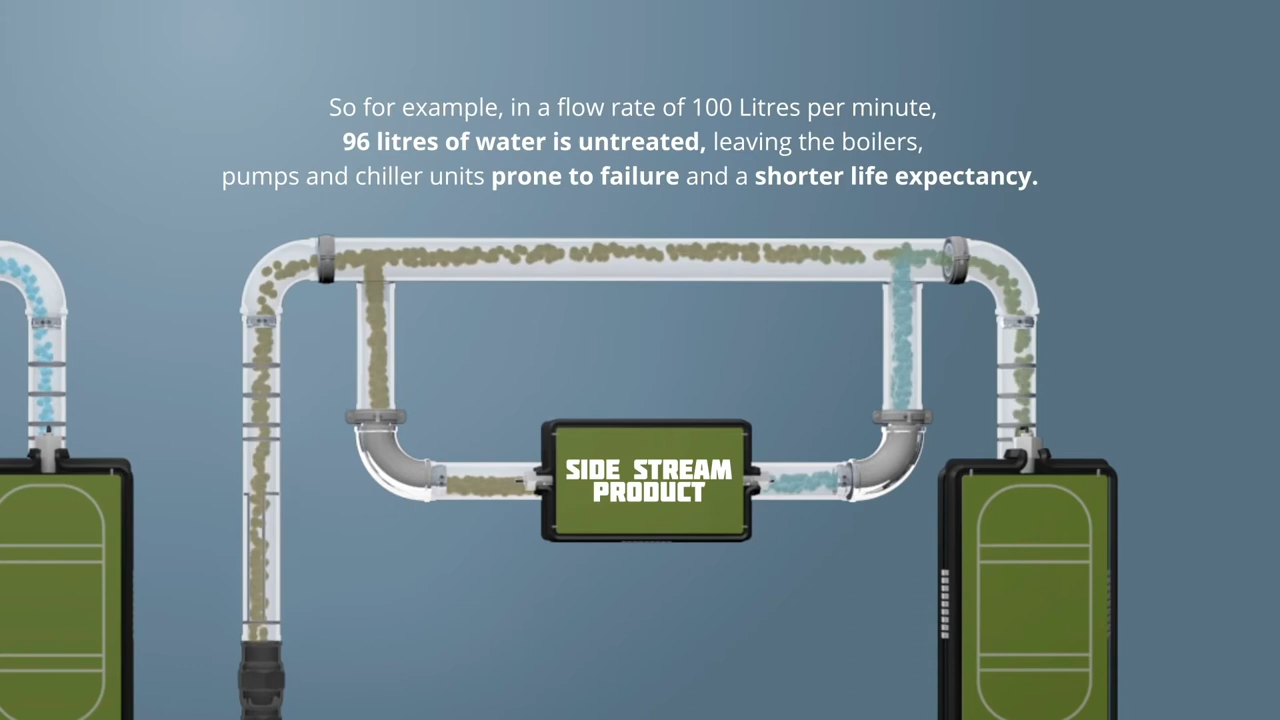 So for example, in a flow rate of 100 Litres per minute,
96 litres of water is untreated, leaving the boilers,
pumps and chiller units prone to failure and a shorter life expectancy.
SIDE STREAM
PRODUCT